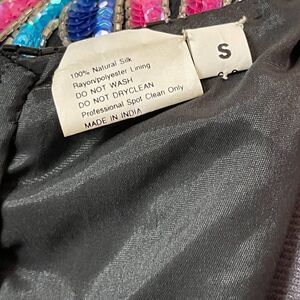 100% Natural Silk
Rayon/polyester Lining
DO NOT WASH
DO NOT DRYCLEAN
Professional Spot Clean Only
MADE IN INDIA
S